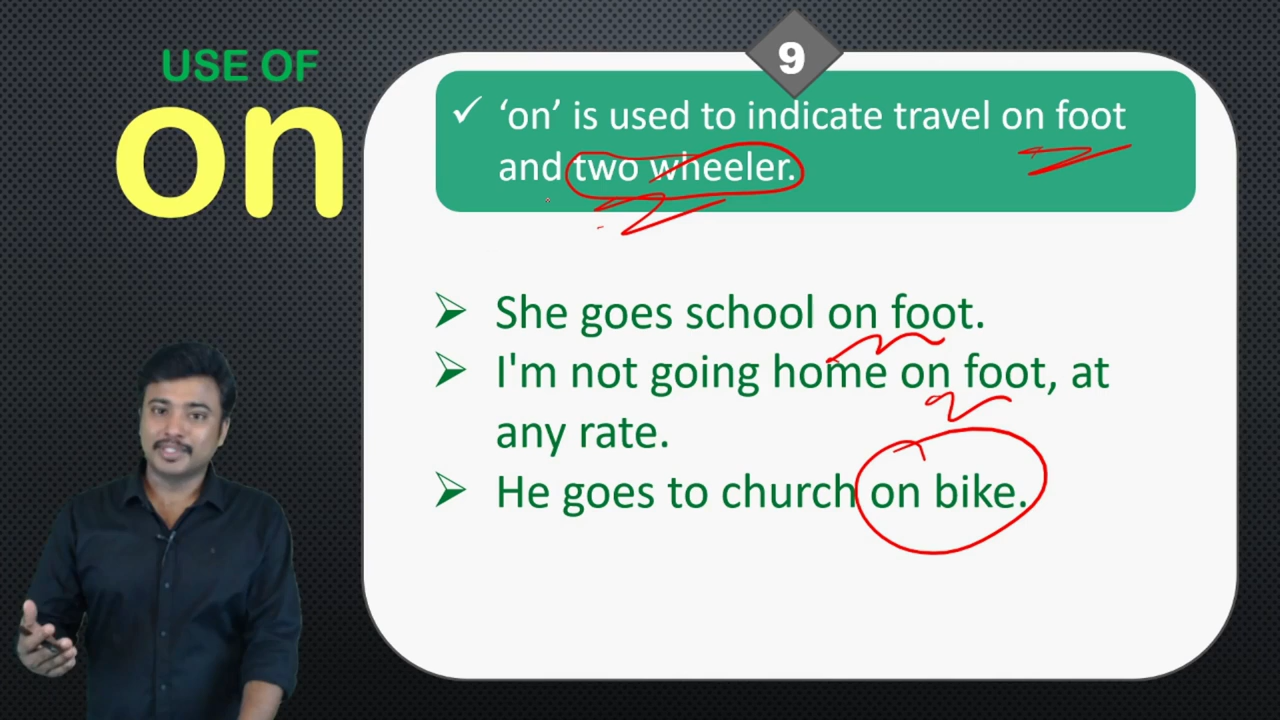 USE OF
on
9
‘on’ is used to indicate travel on foot
and two wheeler.
She goes school on foot.
I'm not going home on foot, at
any rate.
He goes to church on bike.